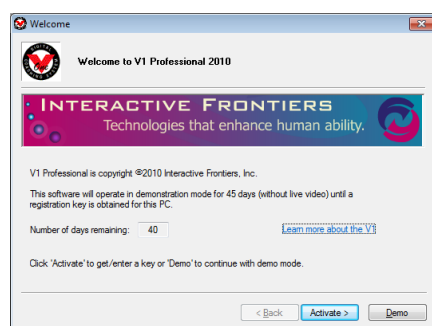 Welcome
Welcome to V1 Professional 2010
INTERACTIVE FRONTIERS
Technologies that enhance human ability.
V1 Professional is copyright ©2010 Interactive Frontiers, Inc.
This software will operate in demonstration mode for 45 days (without live video) until a
registration key is obtained for this PC.
Number of days remaining: 40 Learn more about the V1
Click 'Activate' to get/enter a key or 'Demo' to continue with demo mode.
< Back Activate > Demo